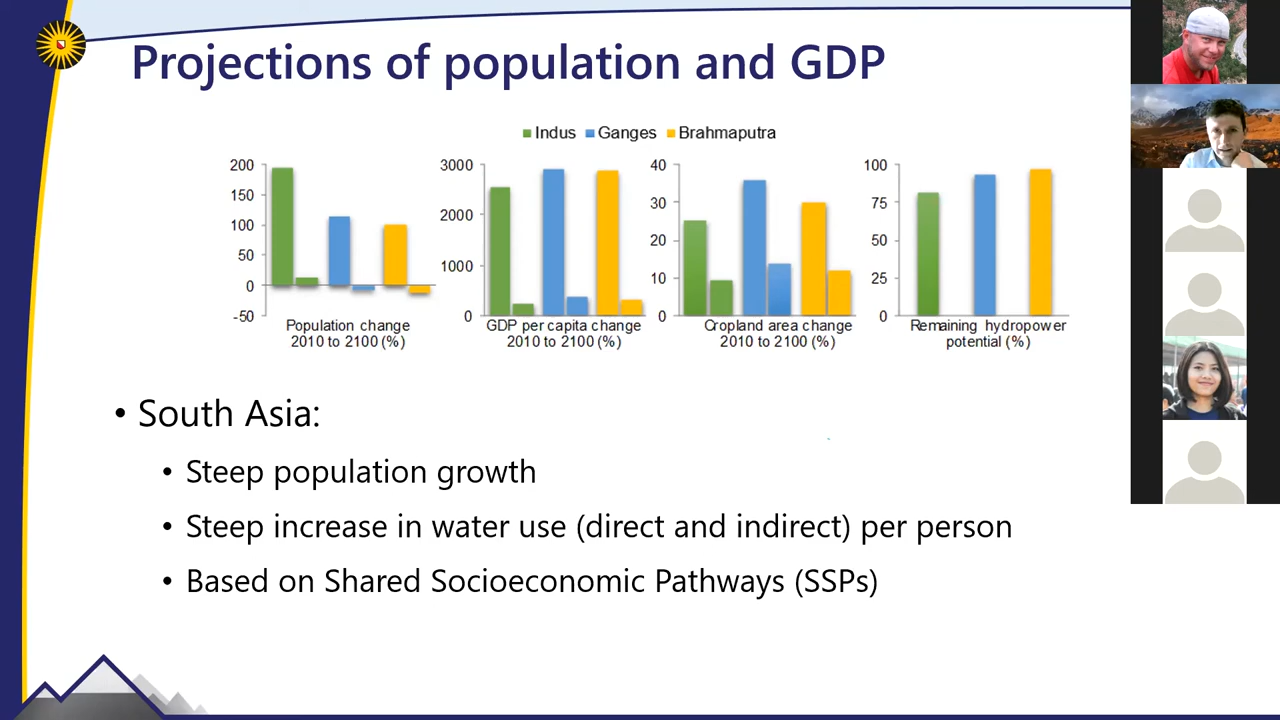 Projections of population and GDP
Indus Ganges Brahmaputra
200
150
100
50
0
-50
Population change
2010 to 2100 (%)
3000
2000
1000
0
GDP per capita change
2010 to 2100 (%)
40
30
20
10
0
Cropland area change
2010 to 2100 (%)
100
75
50
25
0
Remaining hydropower
potential (%)
• South Asia:
• Steep population growth
• Steep increase in water use (direct and indirect) per person
• Based on Shared Socioeconomic Pathways (SSPs)